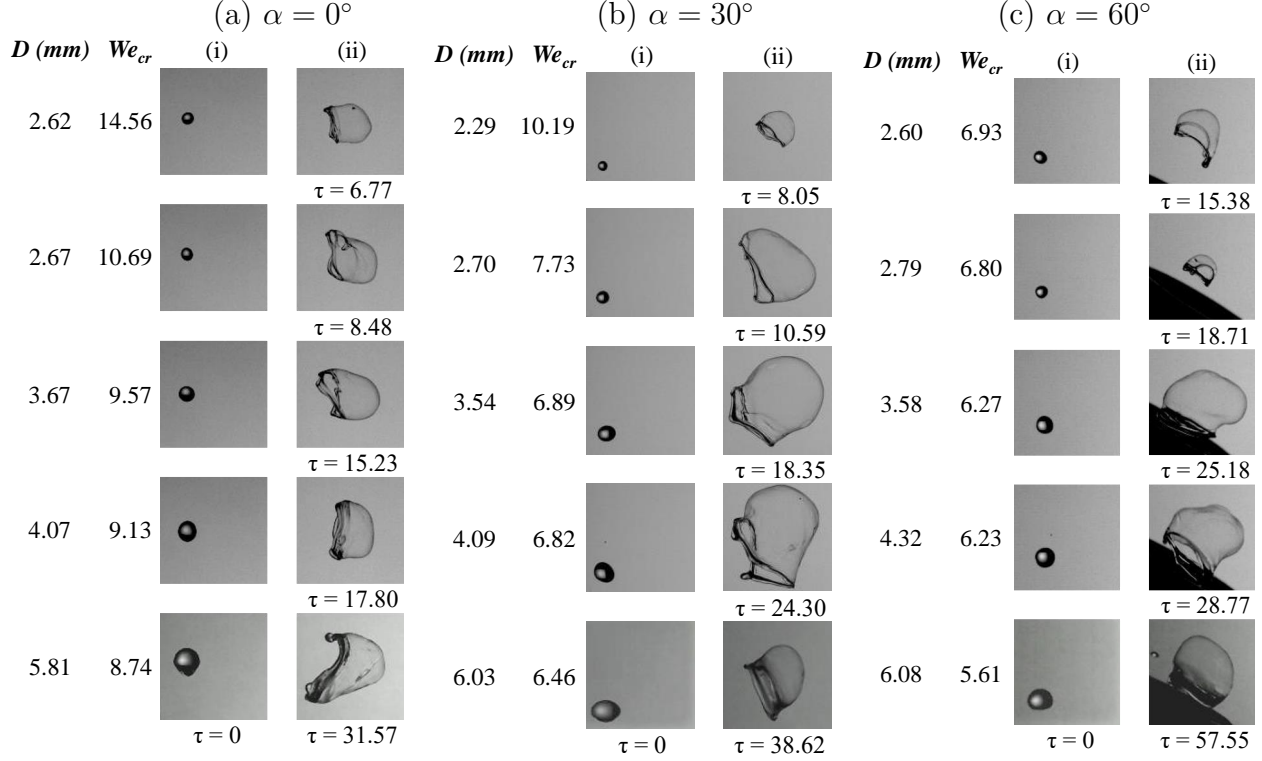 (a) α = 0°
D (mm) We_cr (i) (ii)
2.62 14.56
τ = 6.77
2.67 10.69
τ = 8.48
3.67 9.57
τ = 15.23
4.07 9.13
τ = 17.80
5.81 8.74
τ = 0 τ = 31.57
(b) α = 30°
D (mm) We_cr (i) (ii)
2.29 10.19
τ = 8.05
2.70 7.73
τ = 10.59
3.54 6.89
τ = 18.35
4.09 6.82
τ = 24.30
6.03 6.46
τ = 0 τ = 38.62
(c) α = 60°
D (mm) We_cr (i) (ii)
2.60 6.93
τ = 15.38
2.79 6.80
τ = 18.71
3.58 6.27
τ = 25.18
4.32 6.23
τ = 28.77
6.08 5.61
τ = 0 τ = 57.55